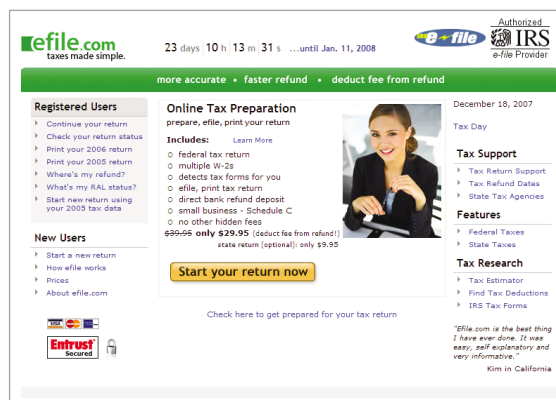 efile.com
taxes made simple.
23 days 10 h 13 m 31 s ...until Jan. 11, 2008
IRS e-file
Authorized
IRS
e-file Provider
more accurate • faster refund • deduct fee from refund
Registered Users
Continue your return
Check your return status
Print your 2006 return
Print your 2005 return
Where's my refund?
What's my RAL status?
Start new return using
your 2005 tax data
New Users
Start a new return
How efile works
Prices
About efile.com
VISA
Entrust
Secured
Online Tax Preparation
prepare, efile, print your return
Includes: Learn More
federal tax return
multiple W-2s
detects tax forms for you
efile, print tax return
direct bank refund deposit
small business - Schedule C
no other hidden fees
$39.95 only $29.95 (deduct fee from refund!)
state return (optional): only $9.95
Start your return now
Check here to get prepared for your tax return
December 18, 2007
Tax Day
Tax Support
Tax Return Support
Tax Refund Dates
State Tax Agencies
Features
Federal Taxes
State Taxes
Tax Research
Tax Estimator
Find Tax Deductions
IRS Tax Forms
"Efile.com is the best thing
I have ever done. It was
easy, self explanatory and
very informative."
Kim in California